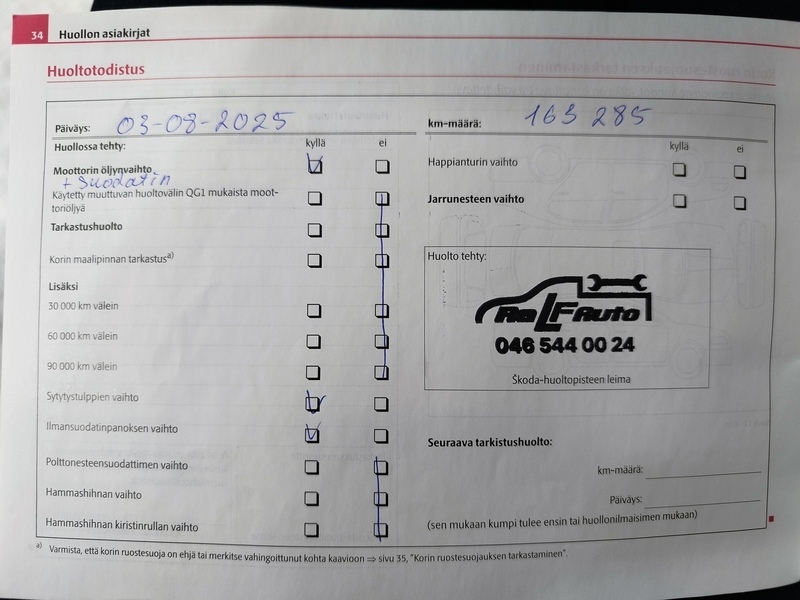 34 Huollon asiakirjat
Huoltotodistus
Päiväys: 03-08-2025
Huollossa tehty: kyllä ei
Moottorin öljynvaihto
+ Suodatin
Käytetty muuttuvan huoltovälin QG1 mukaista moot-
toriöljyä
Tarkastushuolto
Korin maalipinnan tarkastus a)
Lisäksi
30 000 km välein
60 000 km välein
90 000 km välein
Sytytystulppien vaihto
Ilmansuodatinpanoksen vaihto
Polttonesteensuodattimen vaihto
Hammashihnan vaihto
Hammashihnan kiristinrullan vaihto
km-määrä: 163 285
kyllä ei
Happianturin vaihto
Jarrunesteen vaihto
Huolto tehty:
RaLF Auto
046 544 00 24
Škoda-huoltopisteen leima
Seuraava tarkistushuolto:
km-määrä:
Päiväys:
(sen mukaan kumpi tulee ensin tai huollonilmaisimen mukaan)
a) Varmista, että korin ruostesuoja on ehjä tai merkitse vahingoittunut kohta kaavioon ⇒ sivu 35, "Korin ruostesuojauksen tarkastaminen".